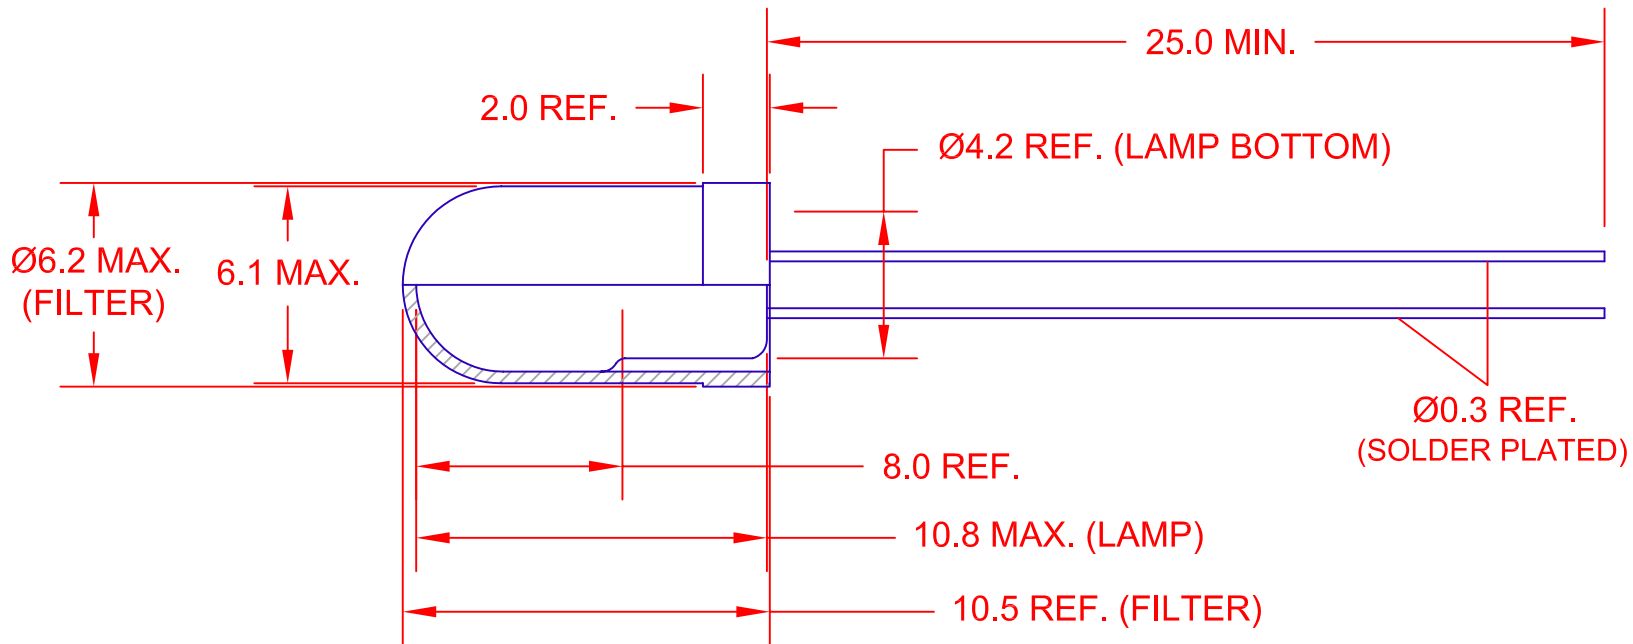 25.0 MIN.
2.0 REF.
Ø4.2 REF. (LAMP BOTTOM)
Ø6.2 MAX.
(FILTER)
6.1 MAX.
Ø0.3 REF.
(SOLDER PLATED)
8.0 REF.
10.8 MAX. (LAMP)
10.5 REF. (FILTER)